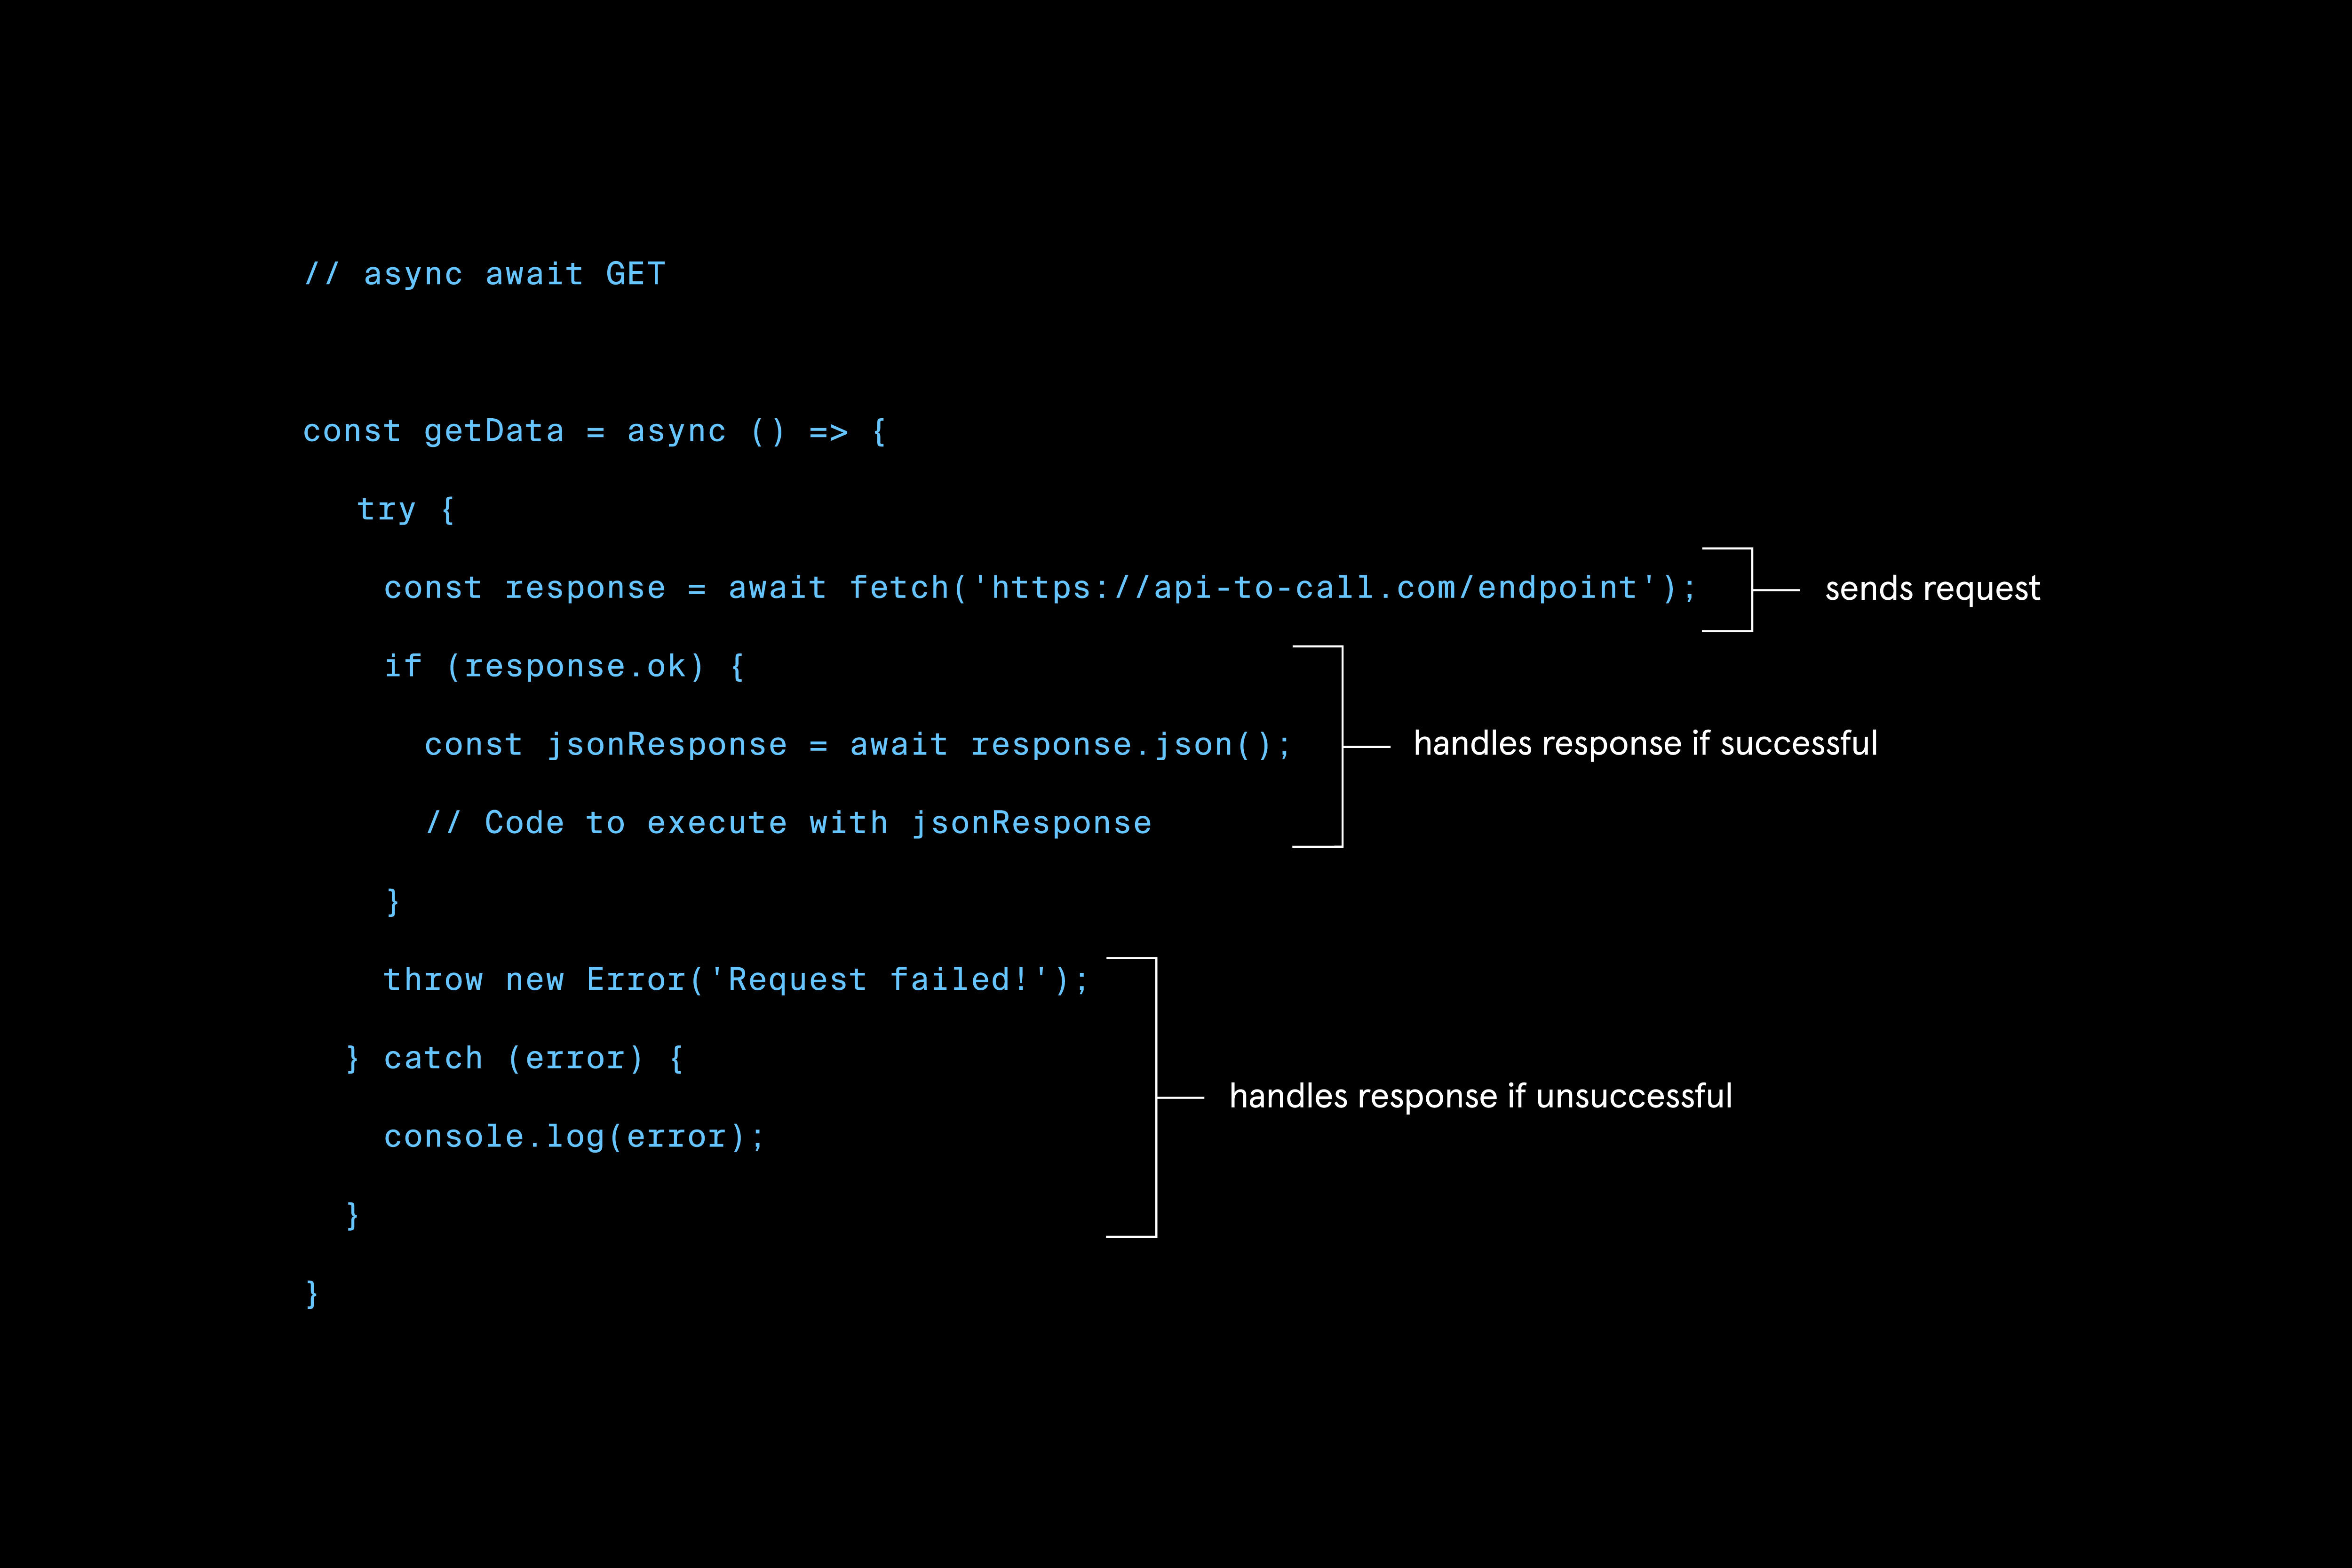 // async await GET
const getData = async () => {
try {
const response = await fetch('https://api-to-call.com/endpoint');
sends request
if (response.ok) {
const jsonResponse = await response.json();
handles response if successful
// Code to execute with jsonResponse
}
throw new Error('Request failed!');
} catch (error) {
handles response if unsuccessful
console.log(error);
}
}